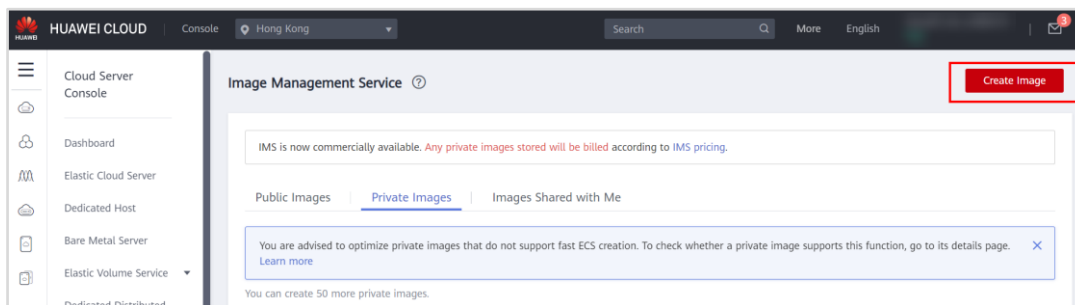 HUAWEI
HUAWEI CLOUD
Console
Hong Kong
Search
More
English
3
Cloud Server
Console
Dashboard
Elastic Cloud Server
Dedicated Host
Bare Metal Server
Elastic Volume Service
Dedicated Distributed
Image Management Service
Create Image
IMS is now commercially available. Any private images stored will be billed according to IMS pricing.
Public Images
Private Images
Images Shared with Me
You are advised to optimize private images that do not support fast ECS creation. To check whether a private image supports this function, go to its details page.
Learn more
You can create 50 more private images.